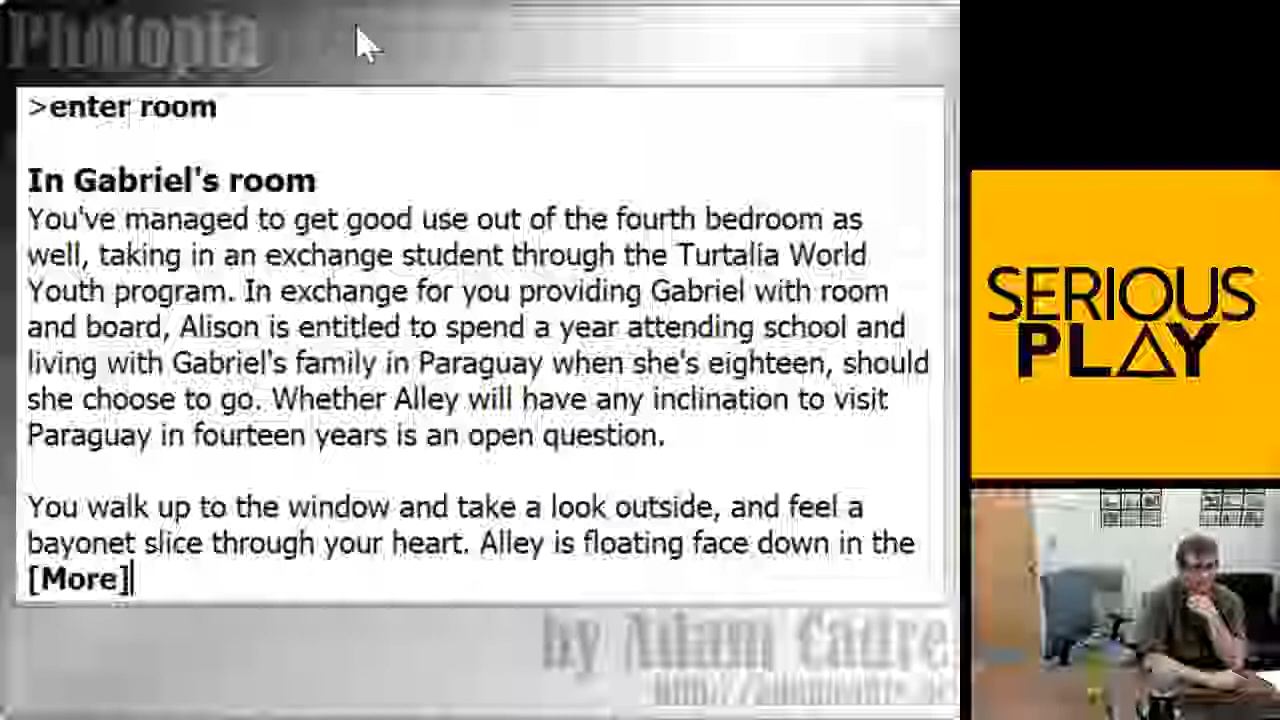 Photopia
>enter room
In Gabriel's room
You've managed to get good use out of the fourth bedroom as
well, taking in an exchange student through the Turtalia World
Youth program. In exchange for you providing Gabriel with room
and board, Alison is entitled to spend a year attending school and
living with Gabriel's family in Paraguay when she's eighteen, should
she choose to go. Whether Alley will have any inclination to visit
Paraguay in fourteen years is an open question.
You walk up to the window and take a look outside, and feel a
bayonet slice through your heart. Alley is floating face down in the
[More]
by Adam Cadre
SERIOUS
PLAY